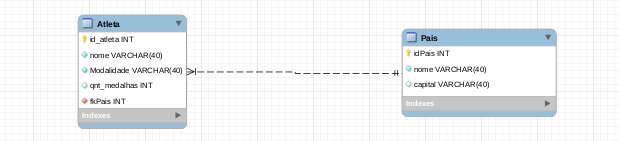 Atleta
id_atleta INT
nome VARCHAR(40)
Modalidade VARCHAR(40)
qnt_medalhas INT
fkPais INT
Indexes
Pais
idPais INT
nome VARCHAR(40)
capital VARCHAR(40)
Indexes